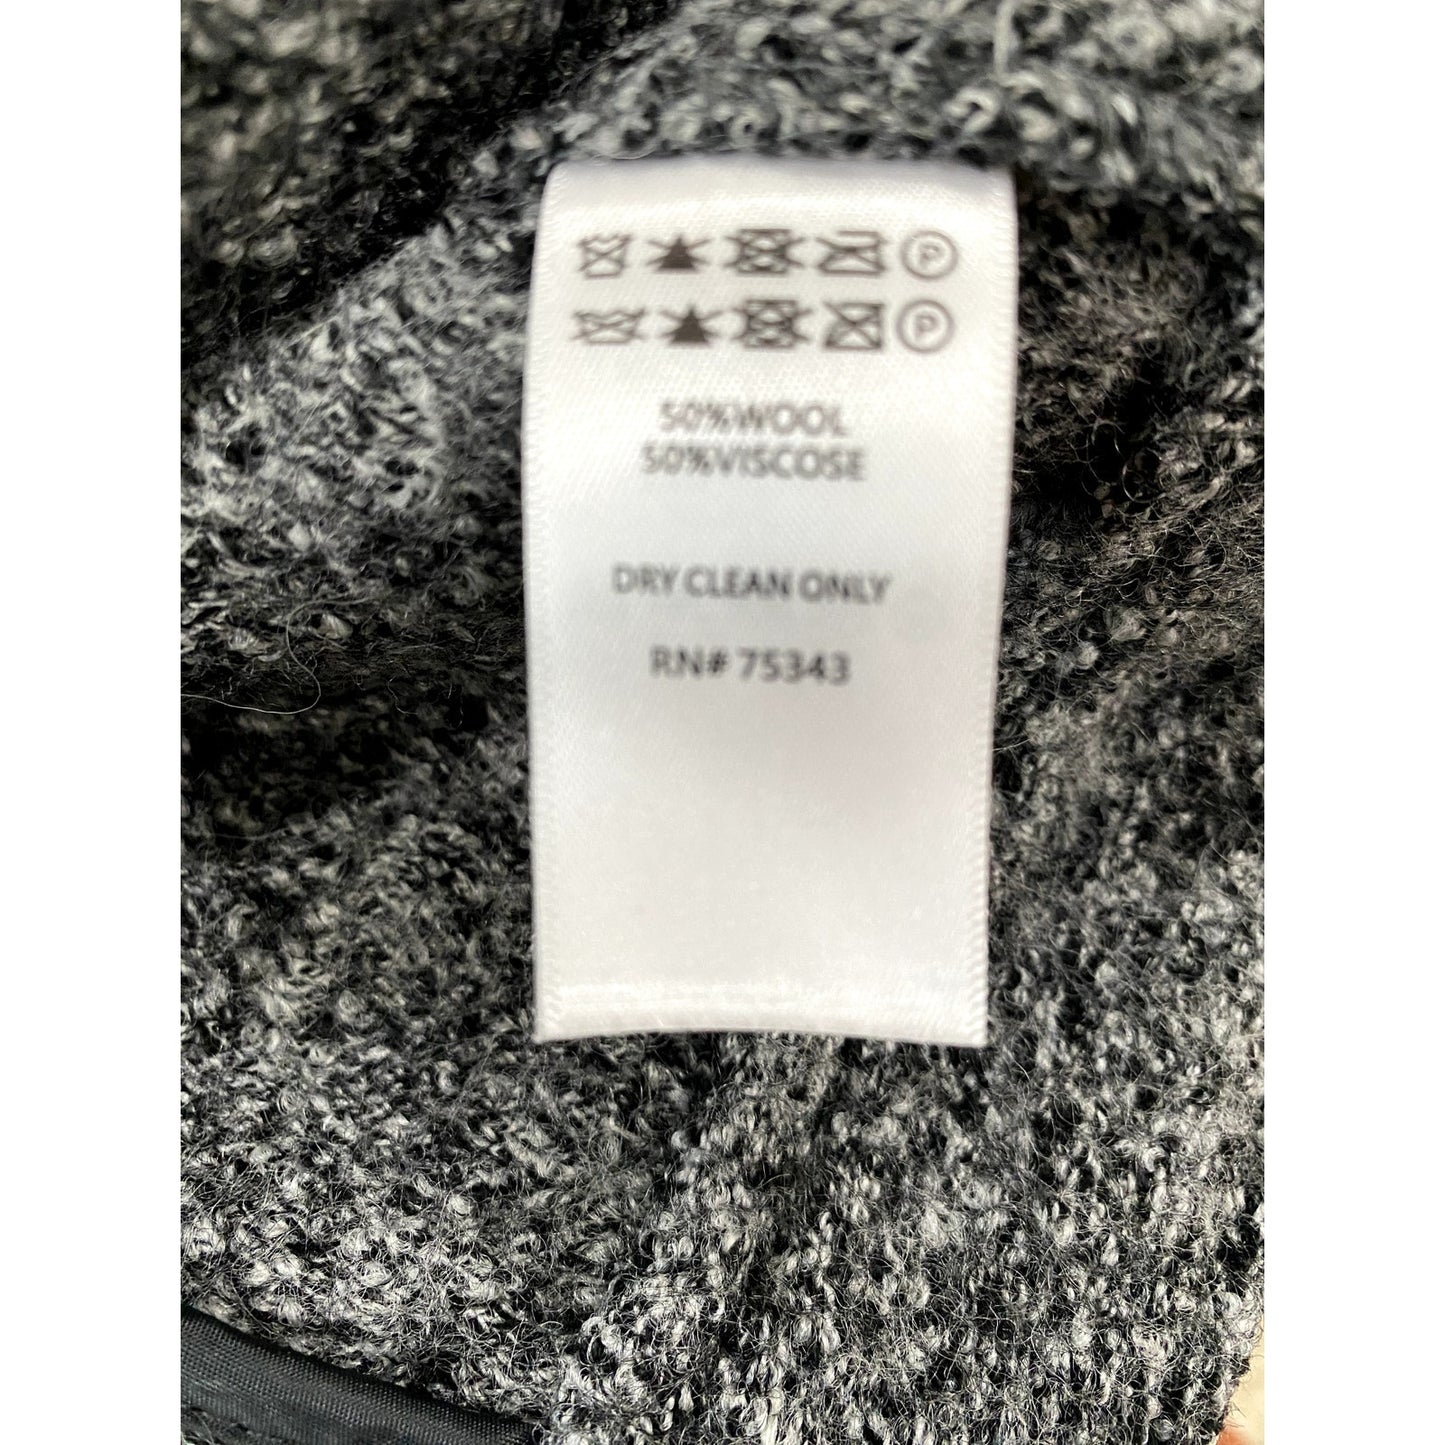 P
P
50%WOOL
50%VISCOSE
DRY CLEAN ONLY
RN# 75343